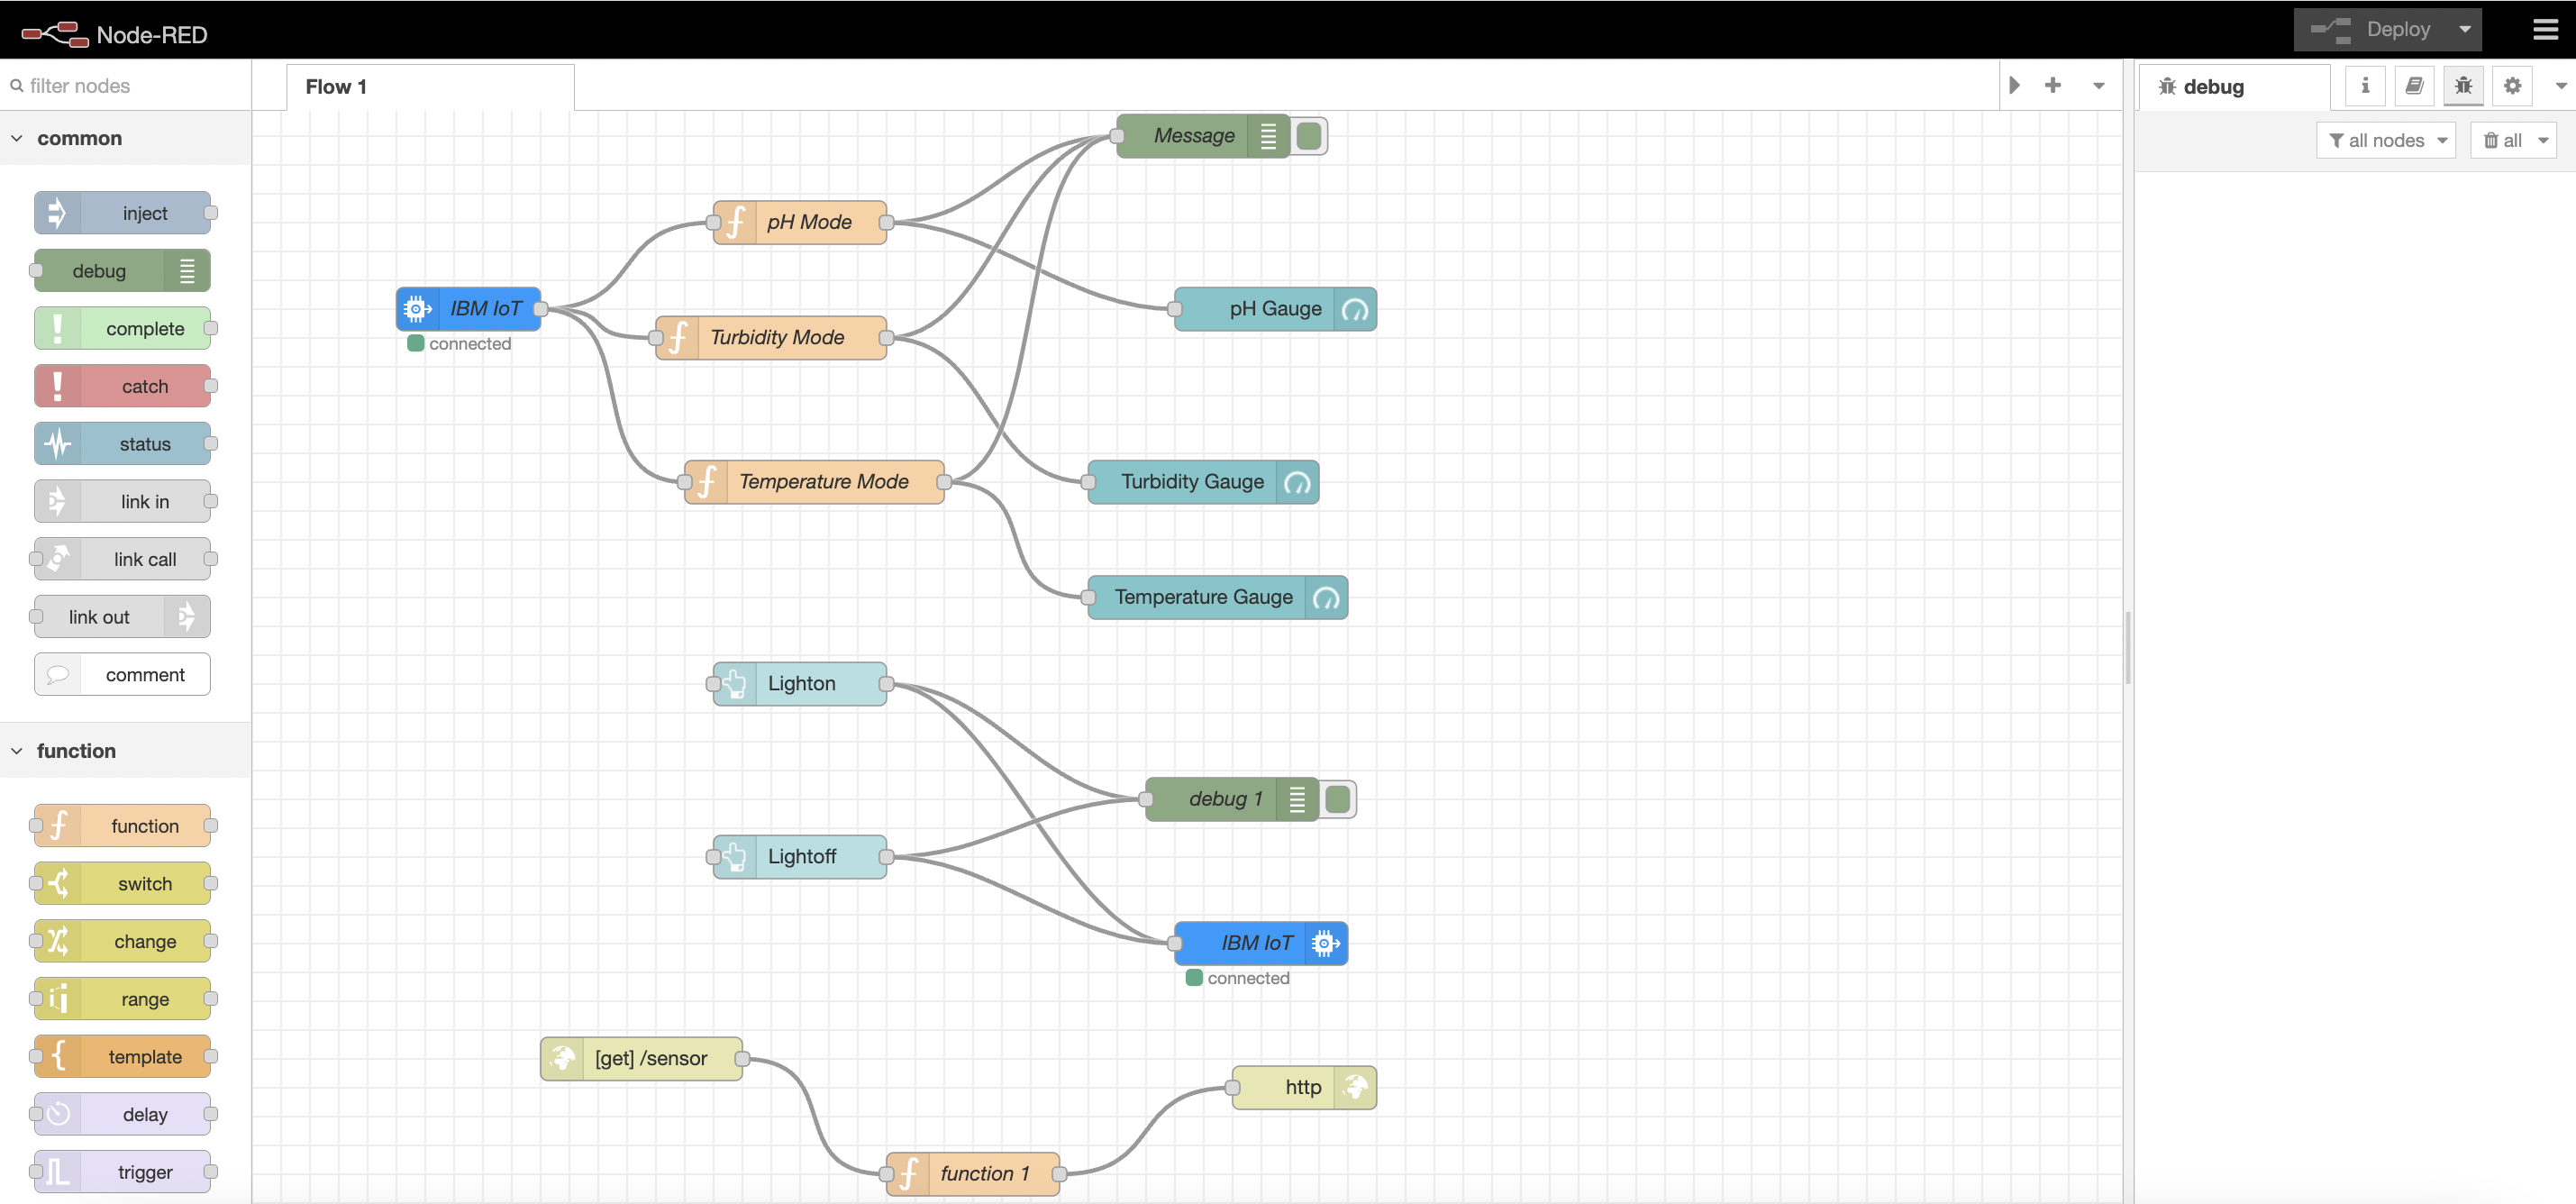 Node-RED
Deploy
filter nodes
Flow 1
debug
i
all nodes
all
common
inject
debug
complete
catch
status
link in
link call
link out
comment
function
function
switch
change
range
template
delay
trigger
Message
pH Mode
IBM IoT
connected
pH Gauge
Turbidity Mode
Temperature Mode
Turbidity Gauge
Temperature Gauge
Lighton
debug 1
Lightoff
IBM IoT
connected
[get] /sensor
http
function 1